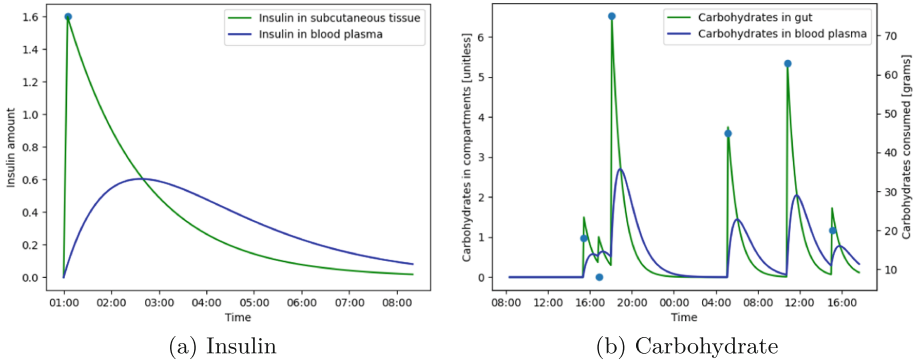 1.6
1.4
1.2
1.0
0.8
0.6
0.4
0.2
0.0
Insulin amount
Insulin in subcutaneous tissue
Insulin in blood plasma
01:00 02:00 03:00 04:00 05:00 06:00 07:00 08:00
Time
(a) Insulin
6
5
4
3
2
1
0
Carbohydrates in compartments [unitless]
Carbohydrates in gut
Carbohydrates in blood plasma
70
60
50
40
30
20
10
Carbohydrates consumed [grams]
08:00 12:00 16:00 20:00 00:00 04:00 08:00 12:00 16:00
Time
(b) Carbohydrate